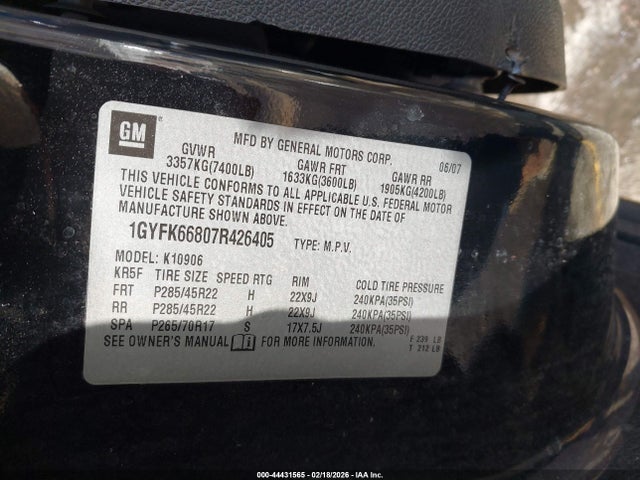 GM
®
MFD BY GENERAL MOTORS CORP. 06/07
GVWR GAWR FRT GAWR RR
3357KG(7400LB) 1633KG(3600LB) 1905KG(4200LB)
THIS VEHICLE CONFORMS TO ALL APPLICABLE U.S. FEDERAL MOTOR
VEHICLE SAFETY STANDARDS IN EFFECT ON THE DATE OF
MANUFACTURE SHOWN ABOVE.
1GYFK66807R426405 TYPE: M.P.V.
MODEL: K10906
KR5F TIRE SIZE SPEED RTG RIM COLD TIRE PRESSURE
FRT P285/45R22 H 22X9J 240KPA(35PSI)
RR P285/45R22 H 22X9J 240KPA(35PSI)
SPA P265/70R17 S 17X7.5J 240KPA(35PSI)
SEE OWNER'S MANUAL FOR MORE INFORMATION.
F 239 LB
T 212 LB
000-44431565 - 02/18/2026 - IAA Inc.